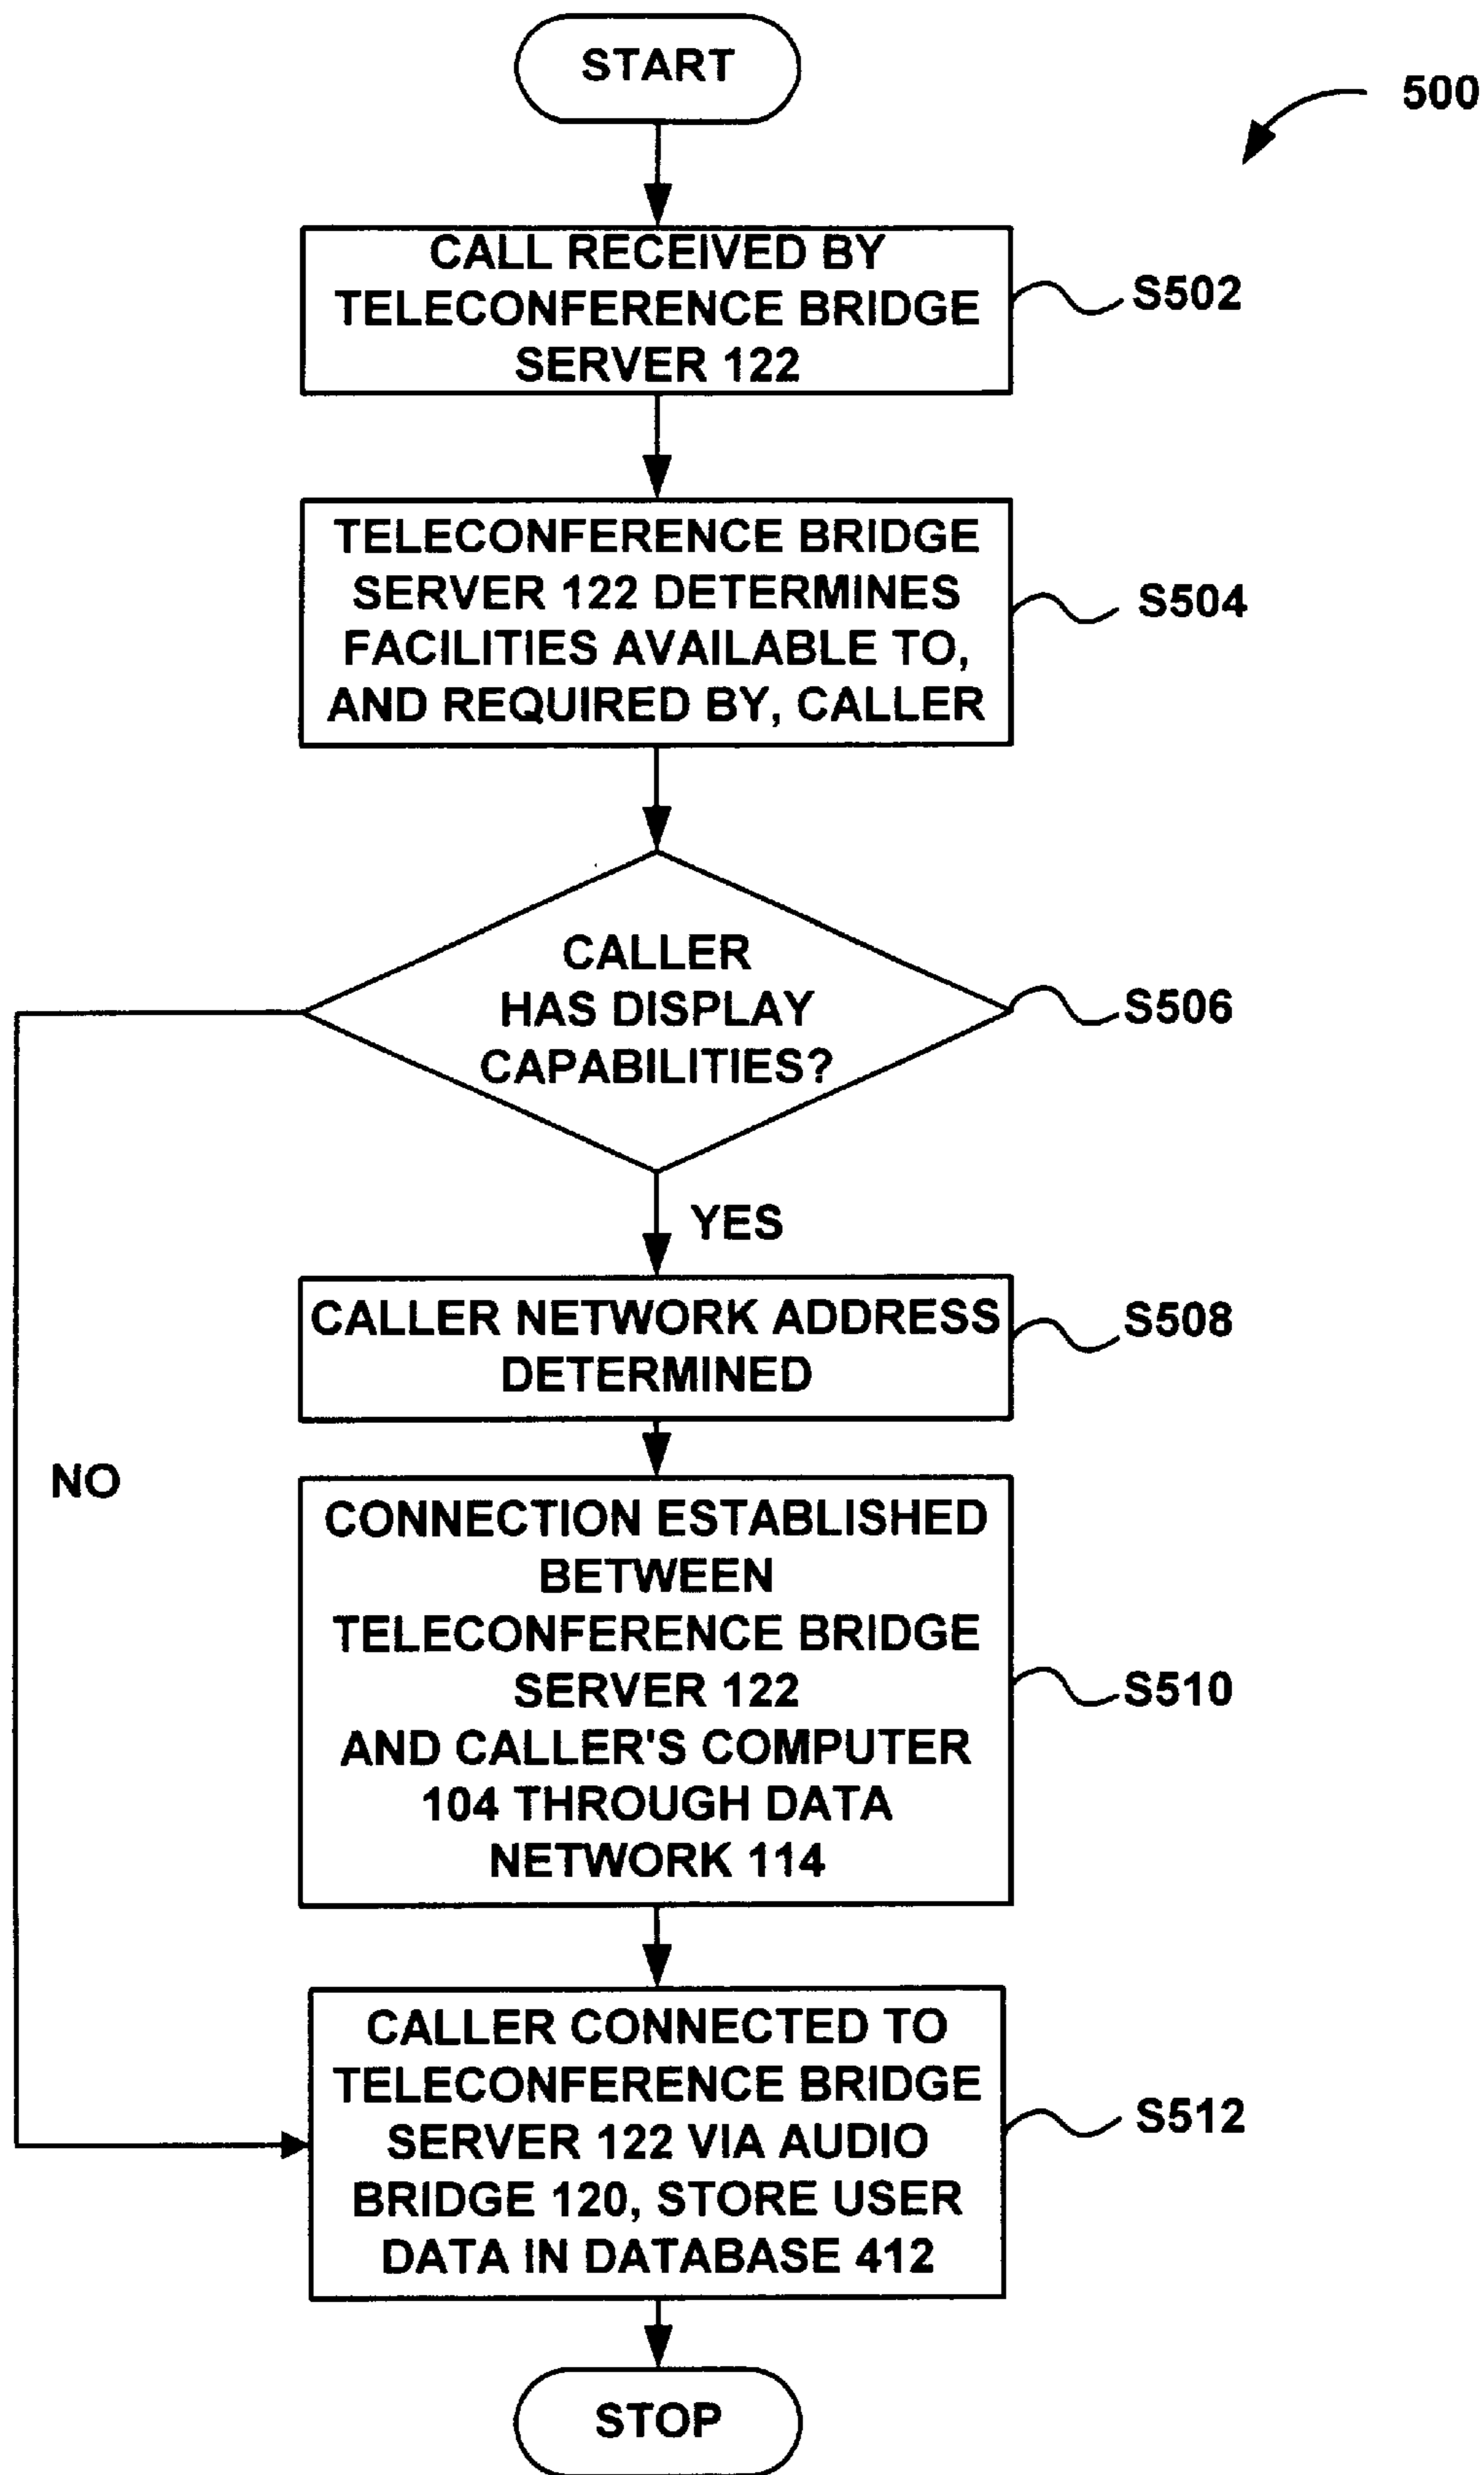 START
500
CALL RECEIVED BY
TELECONFERENCE BRIDGE
SERVER 122
S502
TELECONFERENCE BRIDGE
SERVER 122 DETERMINES
FACILITIES AVAILABLE TO,
AND REQUIRED BY, CALLER
S504
CALLER
HAS DISPLAY
CAPABILITIES?
S506
YES
CALLER NETWORK ADDRESS
DETERMINED
S508
NO
CONNECTION ESTABLISHED
BETWEEN
TELECONFERENCE BRIDGE
SERVER 122
AND CALLER'S COMPUTER
104 THROUGH DATA
NETWORK 114
S510
CALLER CONNECTED TO
TELECONFERENCE BRIDGE
SERVER 122 VIA AUDIO
BRIDGE 120, STORE USER
DATA IN DATABASE 412
S512
STOP